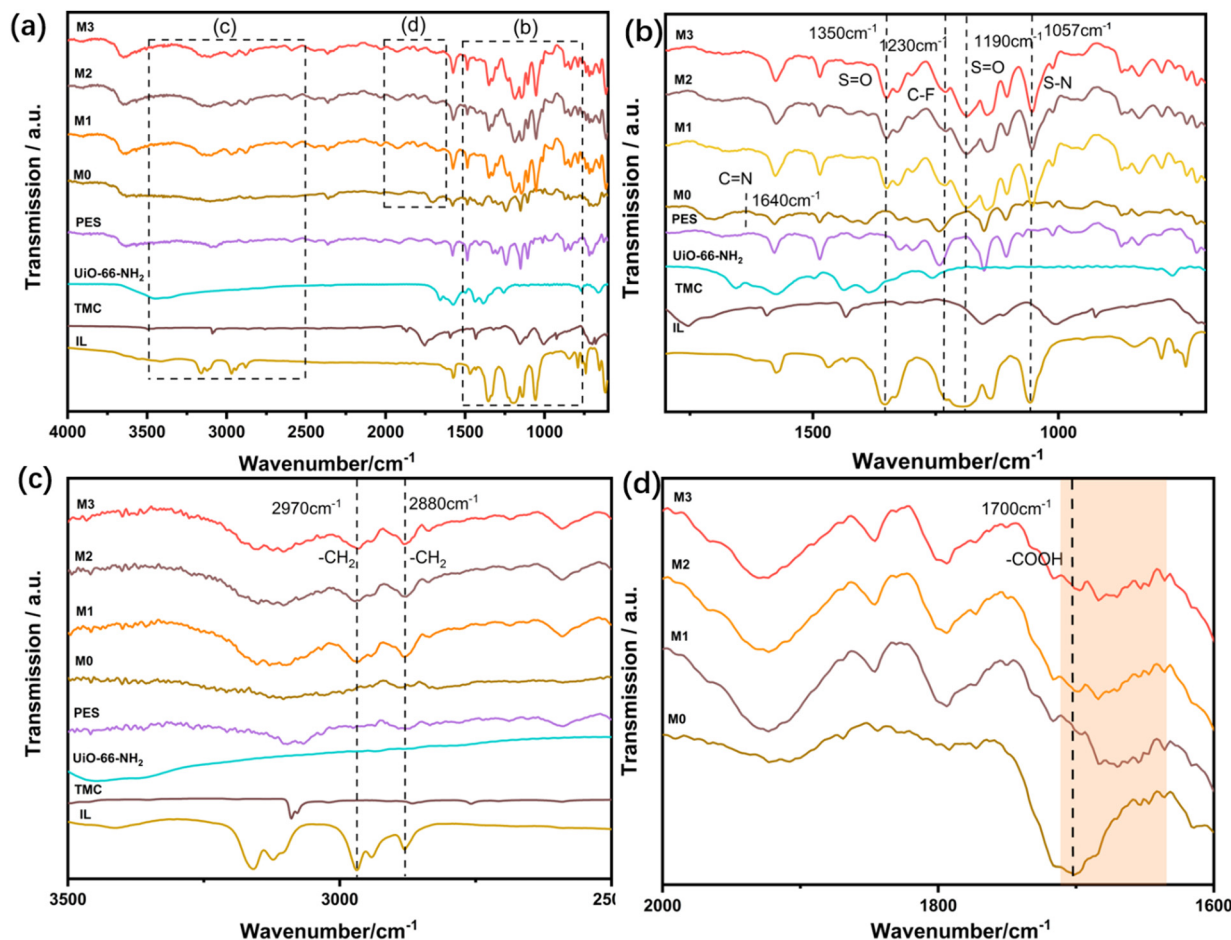 (a)
(c)
(d)
(b)
M3
M2
M1
M0
PES
UiO-66-NH₂
TMC
IL
Transmission / a.u.
4000 3500 3000 2500 2000 1500 1000
Wavenumber/cm⁻¹
(b)
M3
M2
M1
M0
PES
UiO-66-NH₂
TMC
IL
1350cm⁻¹
1230cm⁻¹
1190cm⁻¹
1057cm⁻¹
S=O
C-F
S=O
S-N
C=N
1640cm⁻¹
Transmission / a.u.
1500 1000
Wavenumber/cm⁻¹
(c)
M3
M2
M1
M0
PES
UiO-66-NH₂
TMC
IL
2970cm⁻¹
2880cm⁻¹
-CH₂
-CH₂
Transmission / a.u.
3500 3000 250
Wavenumber/cm⁻¹
(d)
M3
M2
M1
M0
1700cm⁻¹
-COOH
Transmission / a.u.
2000 1800 1600
Wavenumber/cm⁻¹